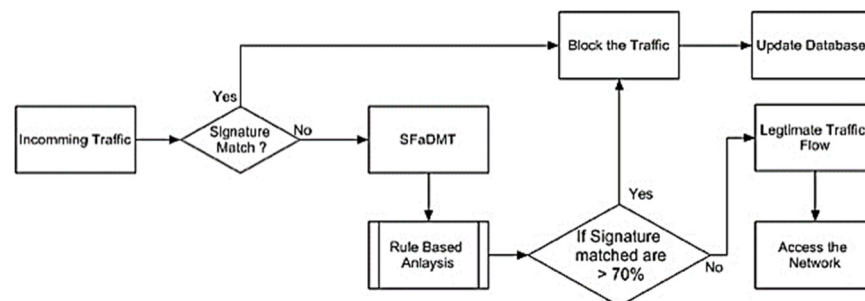 Block the Traffic
Update Database
Yes
Incomming Traffic
Signature
Match ?
No
SFaDMT
Legtimate Traffic
Flow
Yes
Rule Based
Anlaysis
If Signature
matched are
> 70%
No
Access the
Network